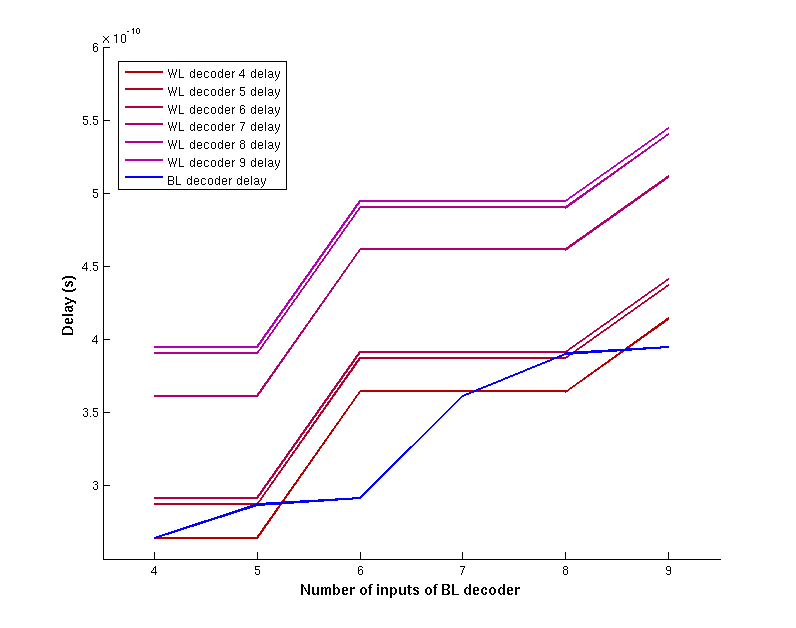 × 10^-10
6
5.5
5
4.5
4
3.5
3
Delay (s)
WL decoder 4 delay
WL decoder 5 delay
WL decoder 6 delay
WL decoder 7 delay
WL decoder 8 delay
WL decoder 9 delay
BL decoder delay
4 5 6 7 8 9
Number of inputs of BL decoder